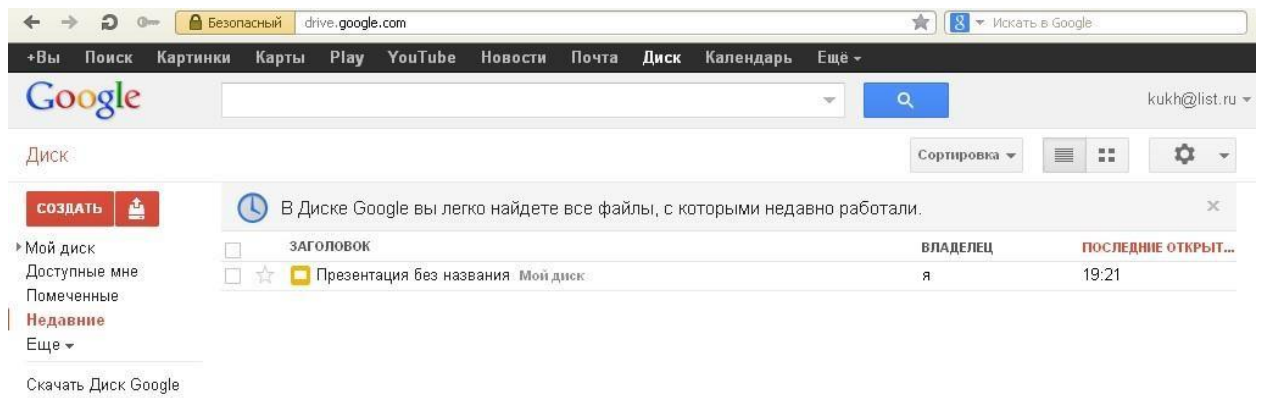 Безопасный drive.google.com Искать в Google
+Вы Поиск Картинки Карты Play YouTube Новости Почта Диск Календарь Ещё
Google kukh@list.ru
Диск Сортировка
СОЗДАТЬ В Диске Google вы легко найдете все файлы, с которыми недавно работали.
Мой диск ЗАГОЛОВОК ВЛАДЕЛЕЦ ПОСЛЕДНИЕ ОТКРЫТ...
Доступные мне Презентация без названия Мой диск я 19:21
Помеченные
Недавние
Еще
Скачать Диск Google